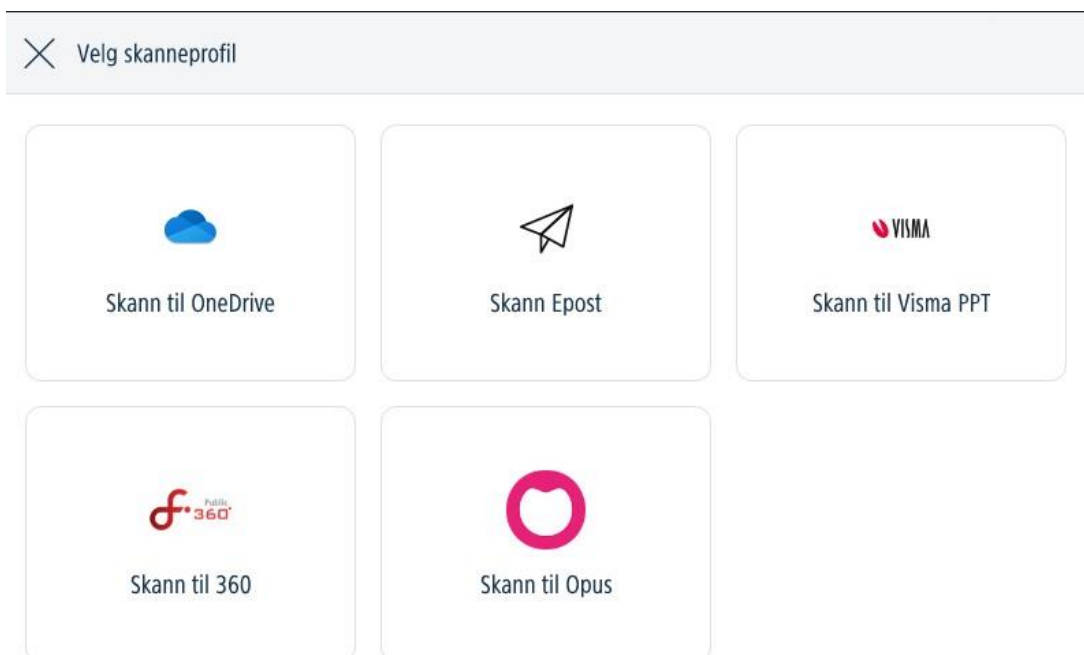 Velg skanneprofil
VISMA
Skann til OneDrive
Skann Epost
Skann til Visma PPT
Public
360°
Skann til 360
Skann til Opus